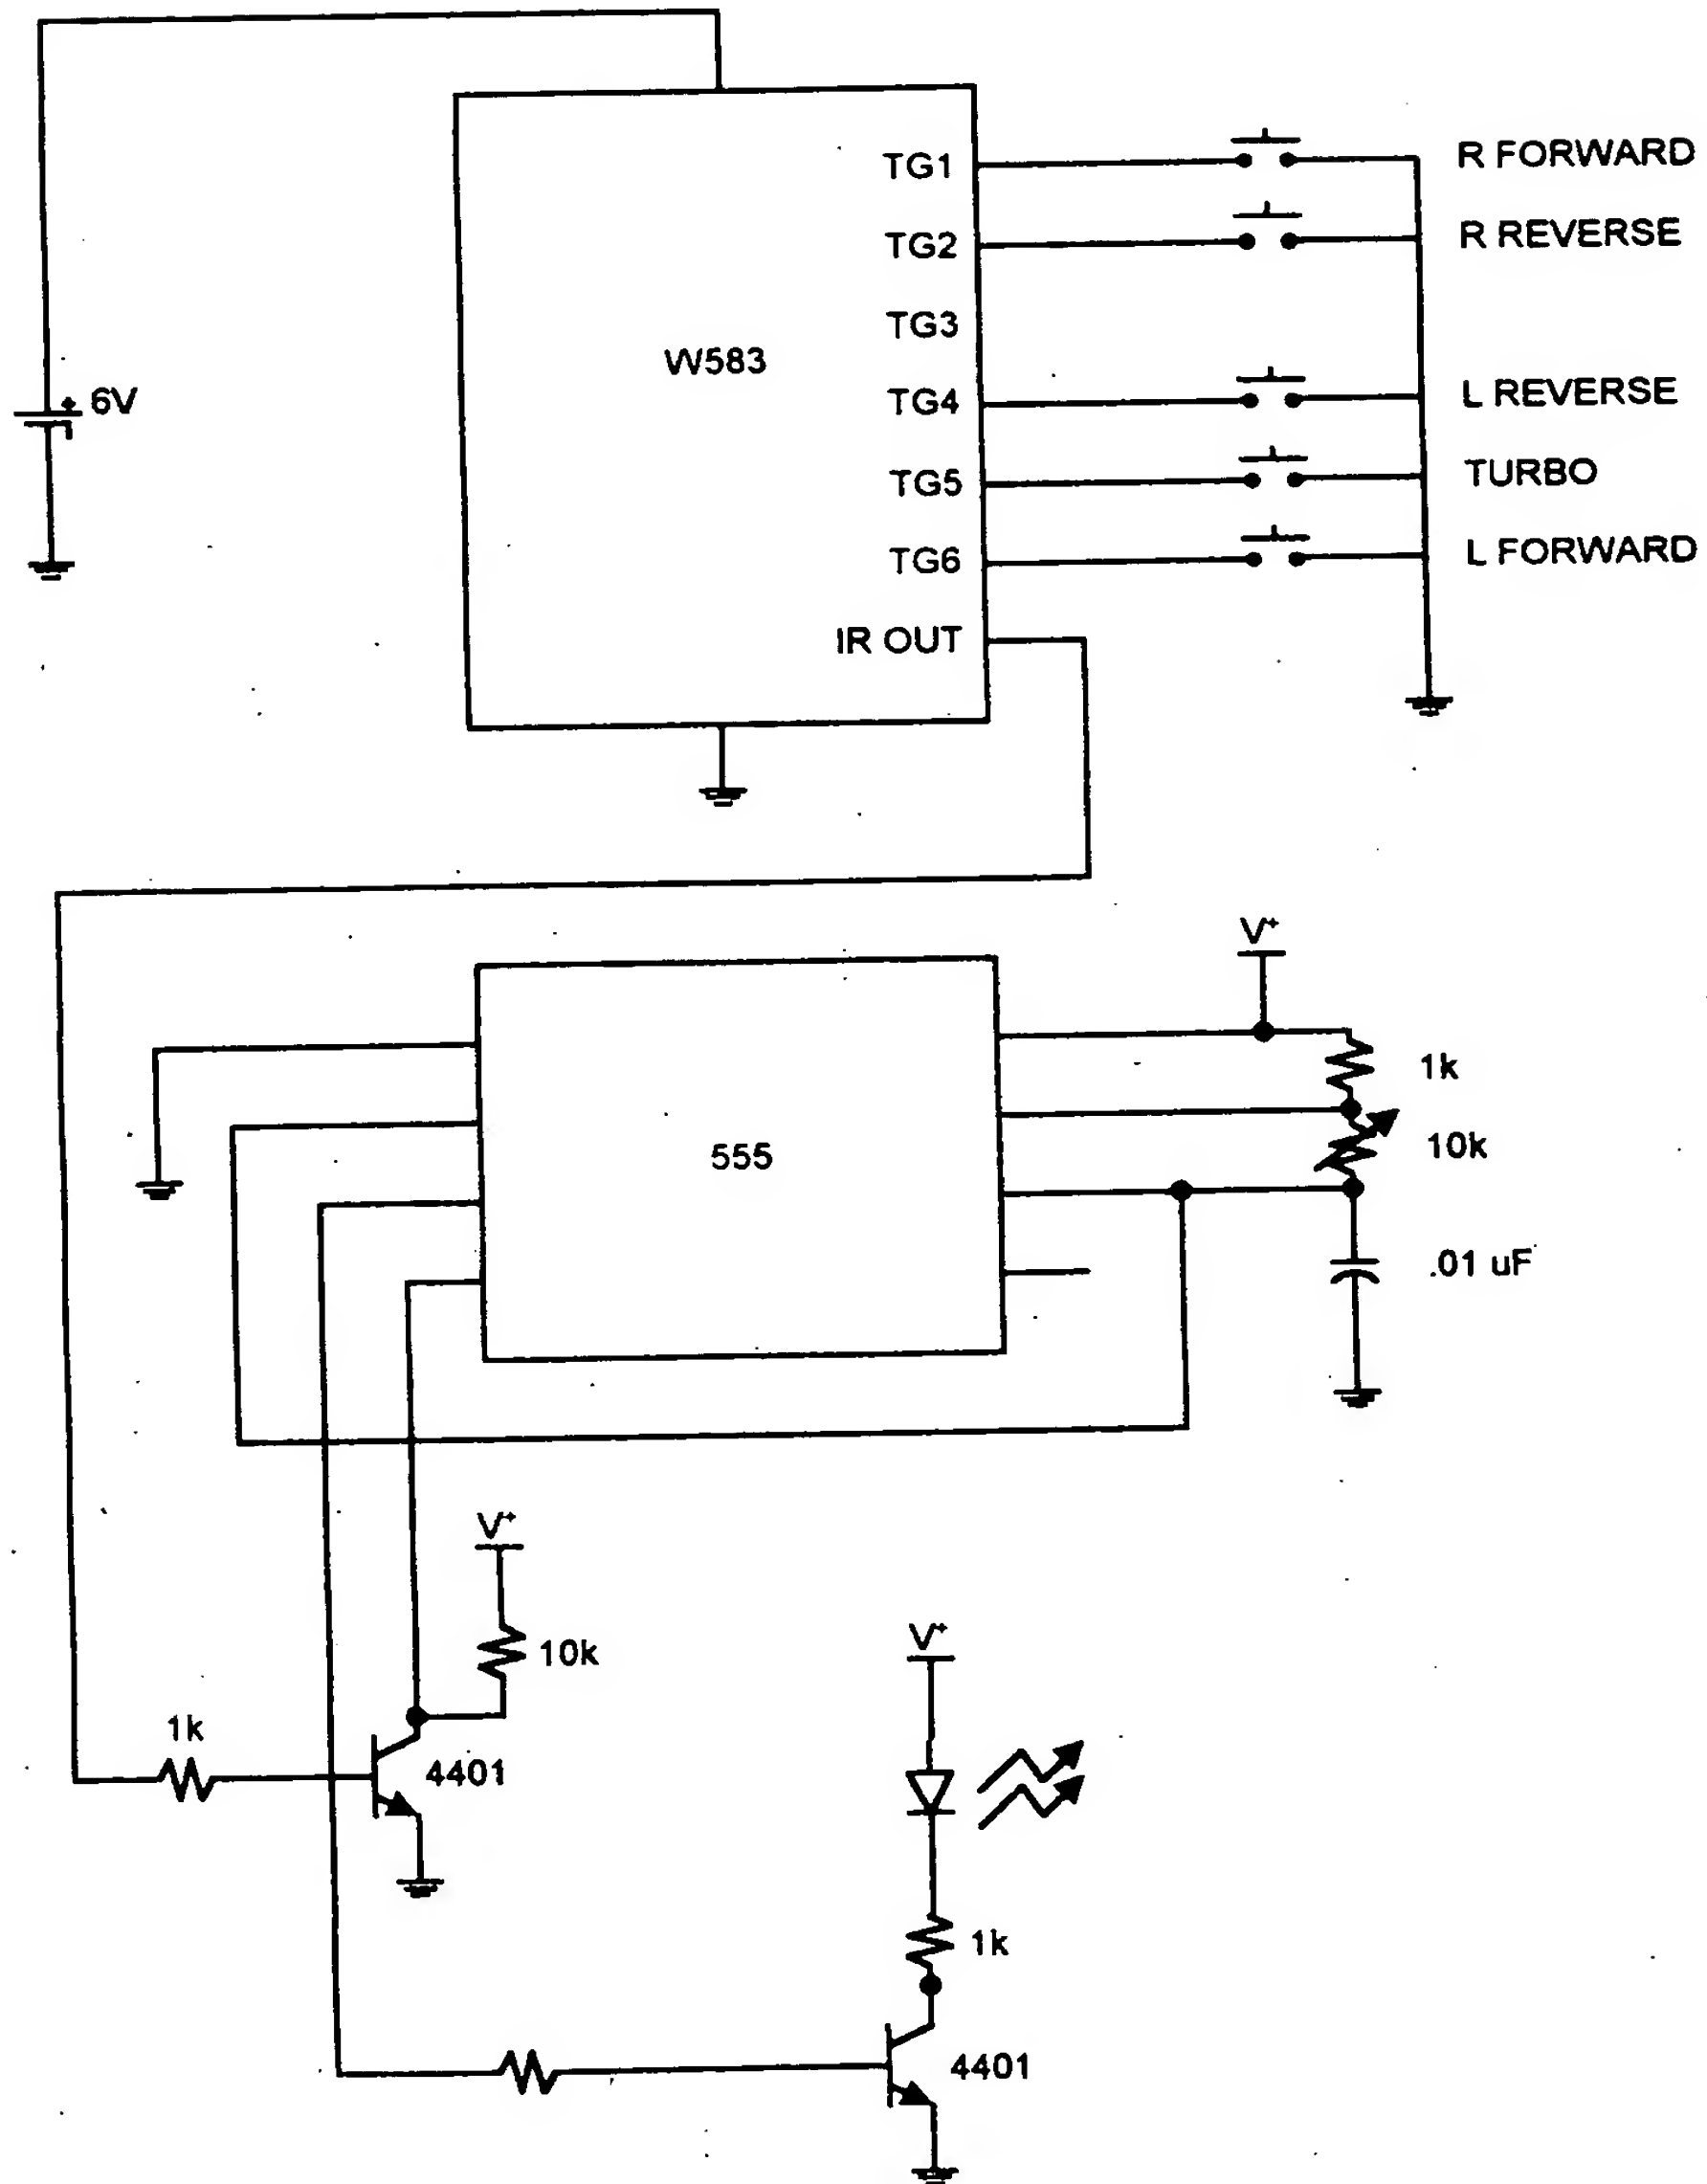 TG1 R FORWARD
TG2 R REVERSE
TG3
W583
6V
TG4 L REVERSE
TG5 TURBO
TG6 L FORWARD
IR OUT
V+
1k
555
10k
.01 uF
V+
10k
V+
1k
4401
1k
4401